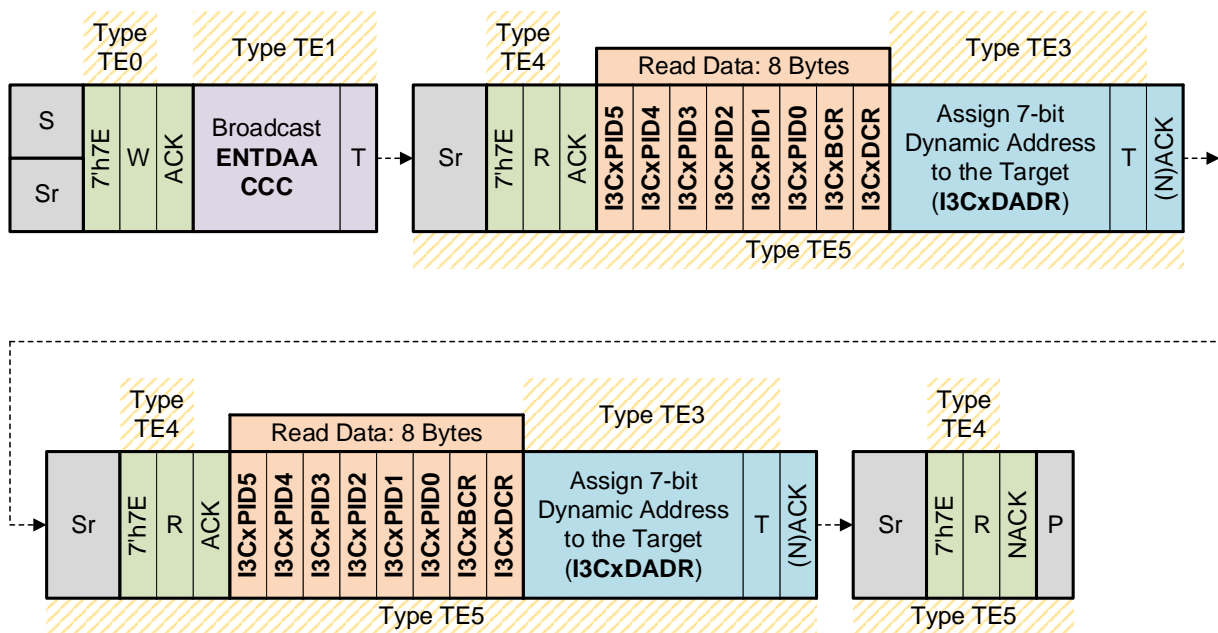 Type
TE0
Type TE1
Type
TE4
Read Data: 8 Bytes
Type TE3
S
Sr
7'h7E
W
ACK
Broadcast
ENTDAA
CCC
T
Sr
7'h7E
R
ACK
I3CxPID5
I3CxPID4
I3CxPID3
I3CxPID2
I3CxPID1
I3CxPID0
I3CxBCR
I3CxDCR
Assign 7-bit
Dynamic Address
to the Target
(I3CxDADR)
T
(N)ACK
Type TE5
Type
TE4
Read Data: 8 Bytes
Type TE3
Type
TE4
Sr
7'h7E
R
ACK
I3CxPID5
I3CxPID4
I3CxPID3
I3CxPID2
I3CxPID1
I3CxPID0
I3CxBCR
I3CxDCR
Assign 7-bit
Dynamic Address
to the Target
(I3CxDADR)
T
(N)ACK
Sr
7'h7E
R
NACK
P
Type TE5
Type TE5